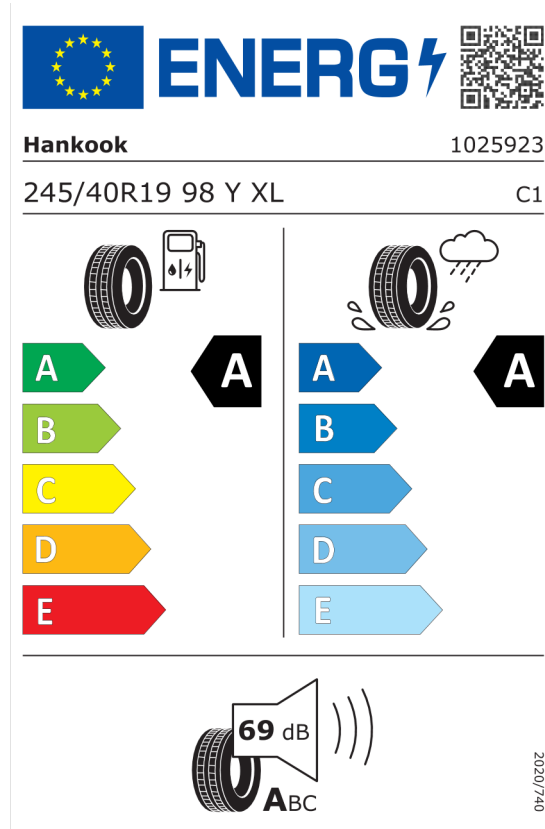 ENERG
Hankook 1025923
245/40R19 98 Y XL C1
A A
B
C
D
E
A A
B
C
D
E
69 dB
ABC
2020/740